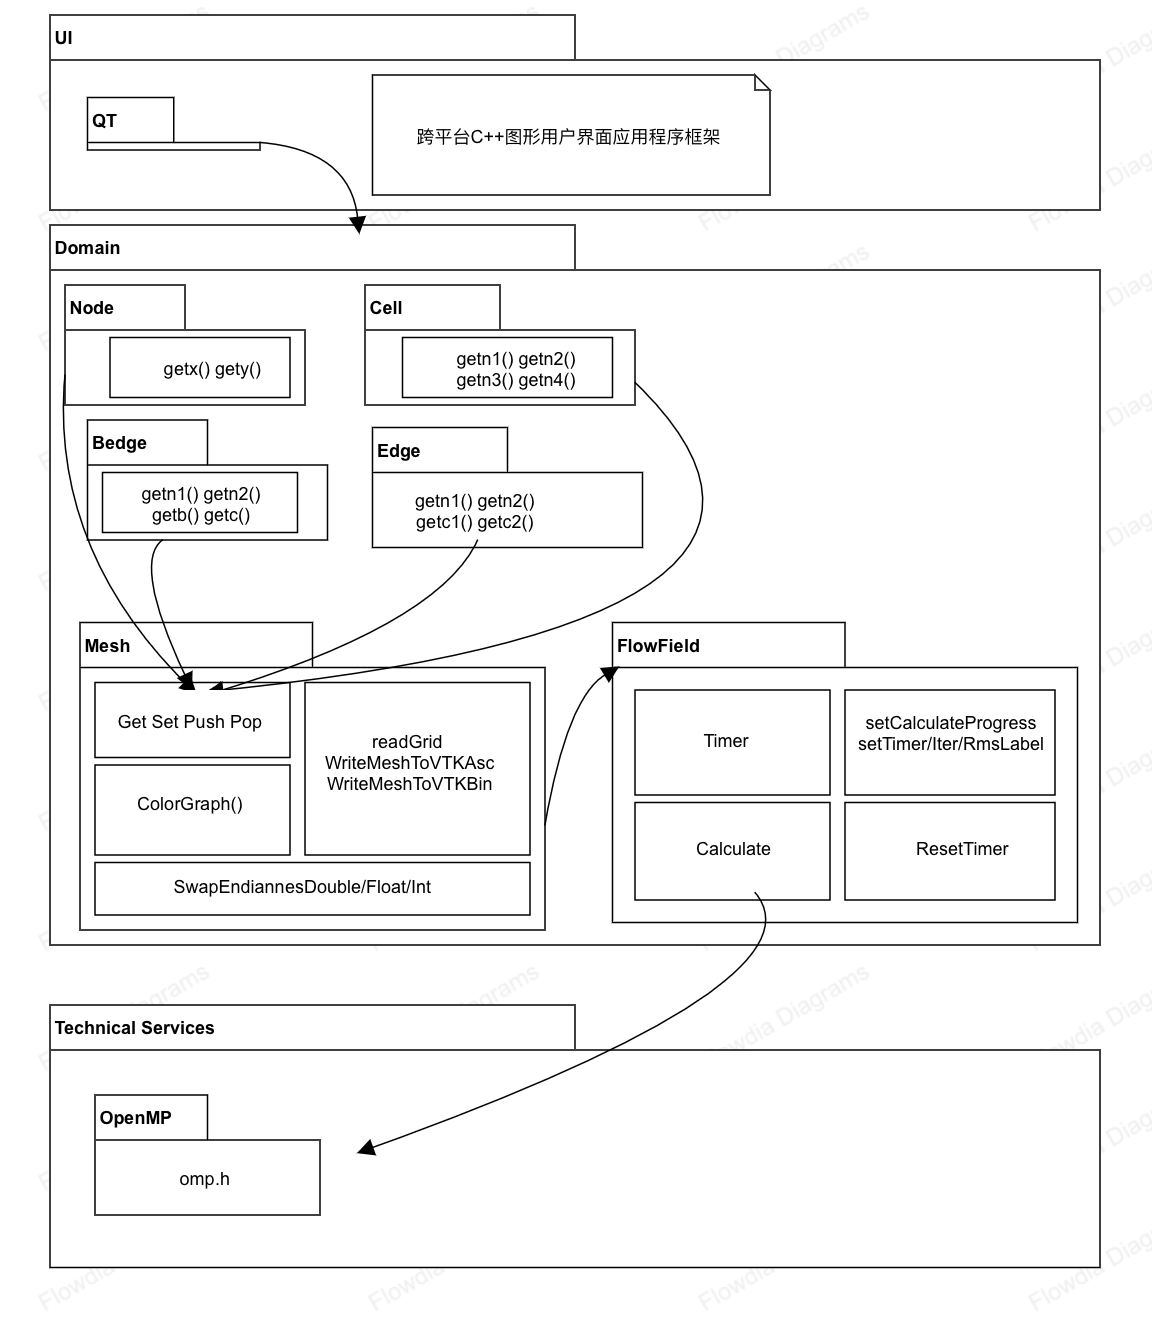 UI
QT
跨平台C++图形用户界面应用程序框架
Domain
Node
getx() gety()
Cell
getn1() getn2()
getn3() getn4()
Bedge
getn1() getn2()
getb() getc()
Edge
getn1() getn2()
getc1() getc2()
Mesh
Get Set Push Pop
readGrid
WriteMeshToVTKAsc
WriteMeshToVTKBin
ColorGraph()
SwapEndiannesDouble/Float/Int
FlowField
Timer
setCalculateProgress
setTimer/Iter/RmsLabel
Calculate
ResetTimer
Technical Services
OpenMP
omp.h
Flowdia Diagrams